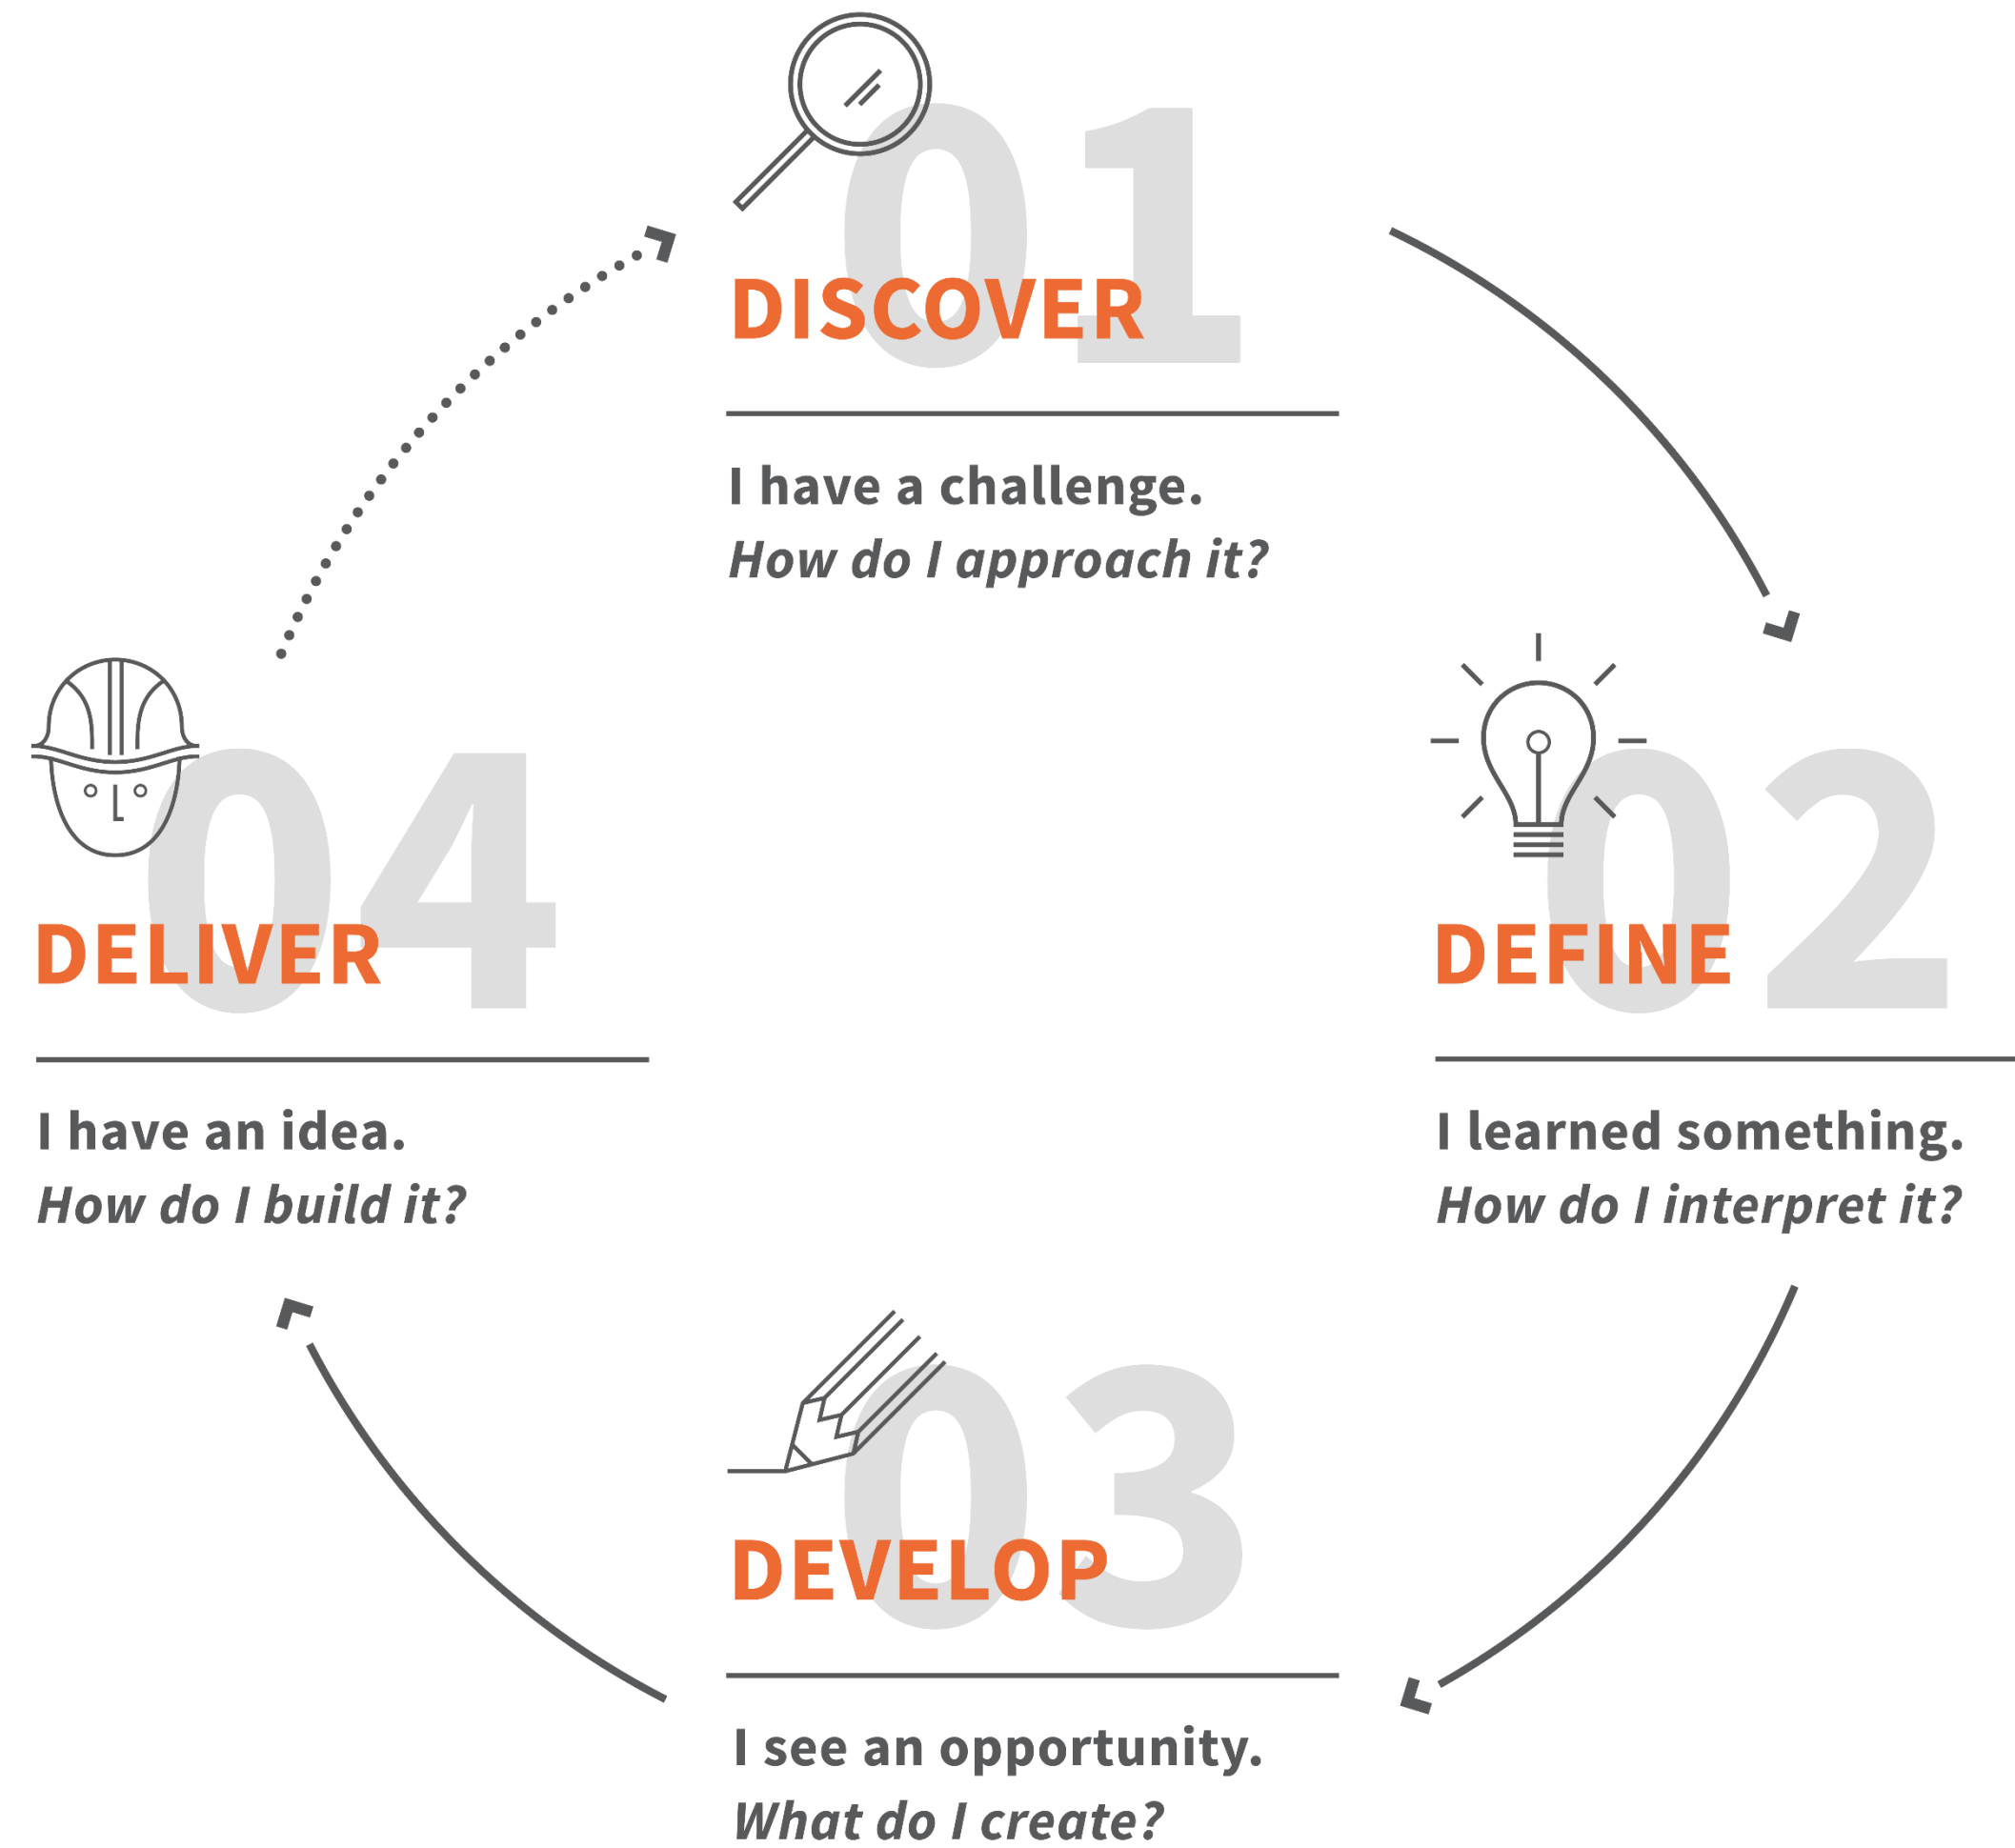 01
DISCOVER
I have a challenge.
How do I approach it?
02
DEFINE
I learned something.
How do I interpret it?
03
DEVELOP
I see an opportunity.
What do I create?
04
DELIVER
I have an idea.
How do I build it?